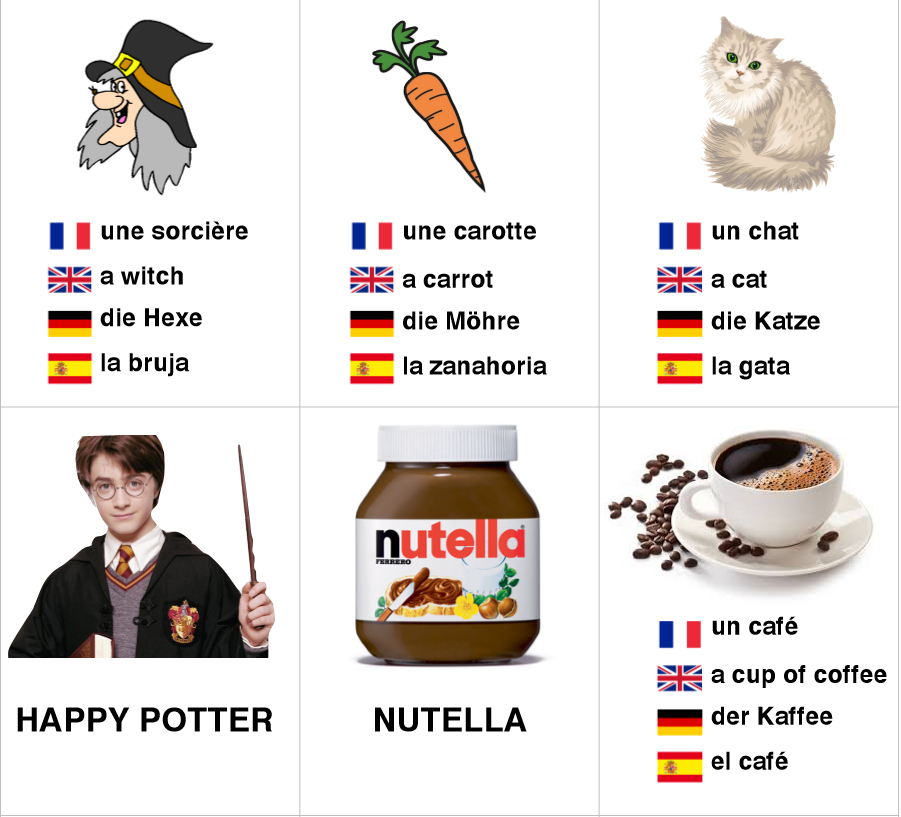 une sorcière
a witch
die Hexe
la bruja
une carotte
a carrot
die Möhre
la zanahoria
un chat
a cat
die Katze
la gata
HAPPY POTTER
nutella®
FERRERO
NUTELLA
un café
a cup of coffee
der Kaffee
el café